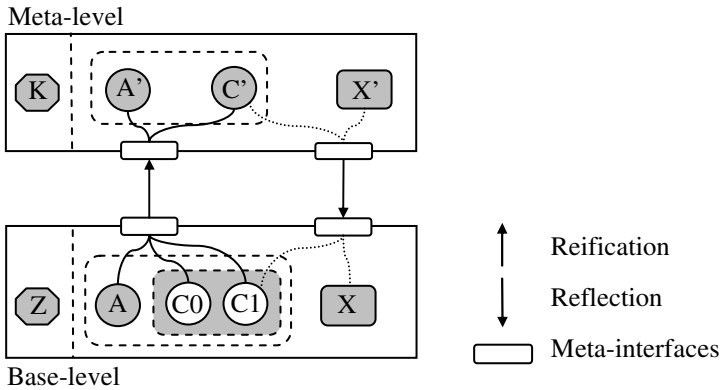 Meta-level
K A’ C’ X’
Z A C0 C1 X
Base-level
Reification
Reflection
Meta-interfaces